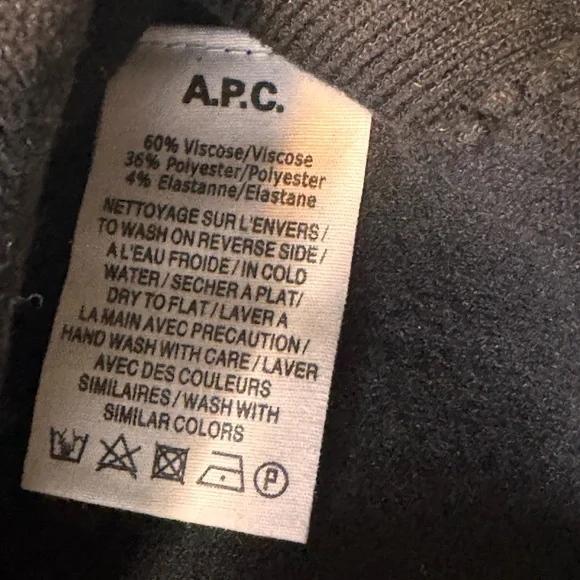 A.P.C.
60% Viscose/Viscose
36% Polyester/Polyester
4% Elastanne/Elastane
NETTOYAGE SUR L'ENVERS/
TO WASH ON REVERSE SIDE/
A L'EAU FROIDE/IN COLD
WATER/SECHER A PLAT/
DRY TO FLAT/LAVER A
LA MAIN AVEC PRECAUTION/
HAND WASH WITH CARE/LAVER
AVEC DES COULEURS
SIMILAIRES/WASH WITH
SIMILAR COLORS
P